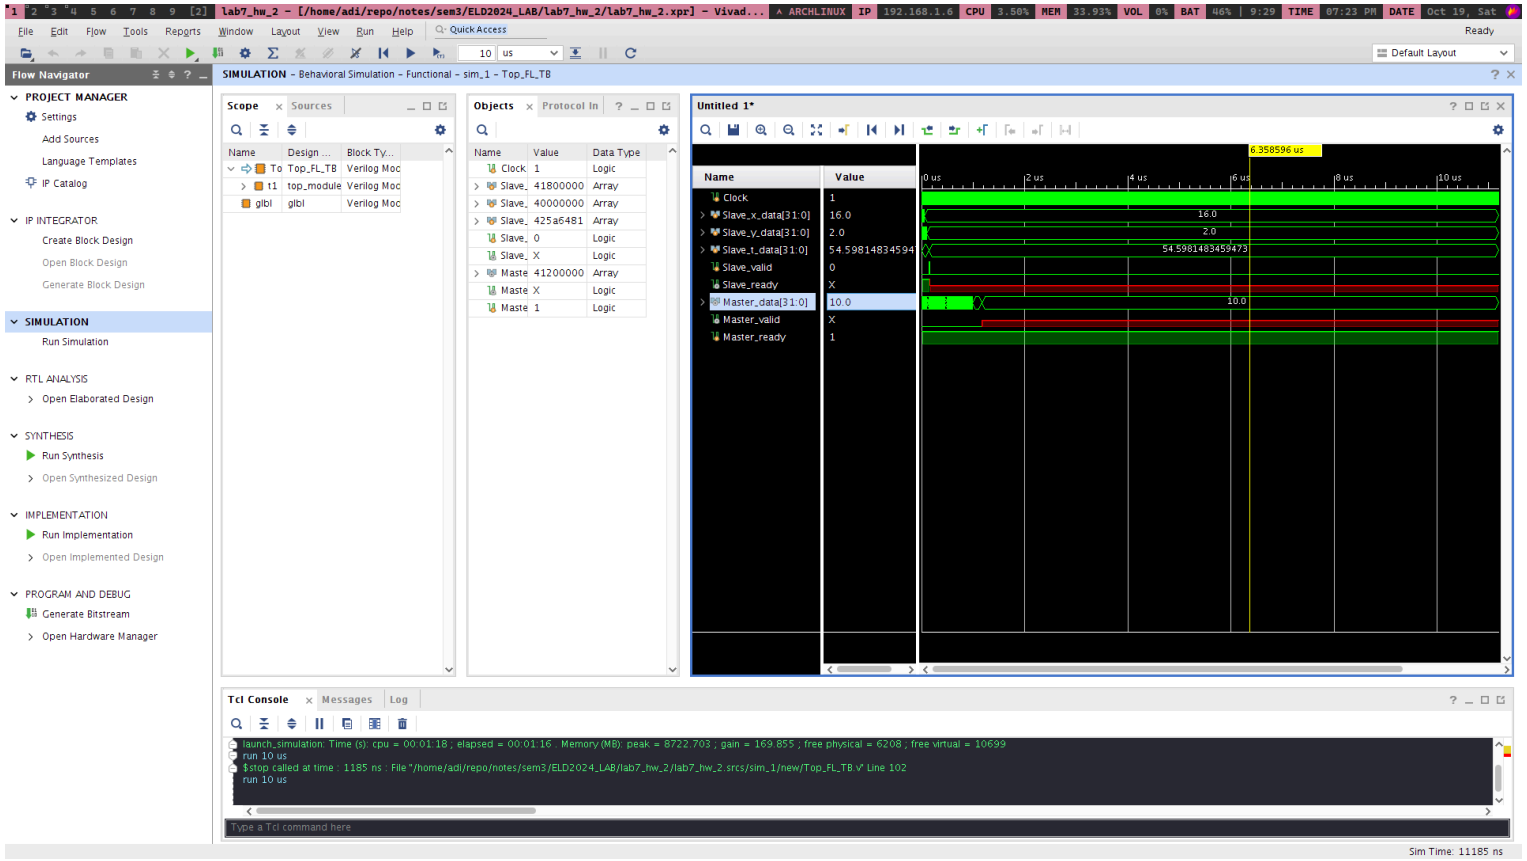 1 2 3 4 5 6 7 8 9 [2] lab7_hw_2 - [/home/adi/repo/notes/sem3/ELD2024_LAB/lab7_hw_2/lab7_hw_2.xpr] - Vivad... ARCHLINUX IP 192.168.1.6 CPU 3.50% MEM 33.93% VOL 0% BAT 46% | 9:29 TIME 07:23 PM DATE Oct 19, Sat
File Edit Flow Tools Reports Window Layout View Run Help Quick Access Ready
10 us Default Layout
Flow Navigator
SIMULATION - Behavioral Simulation - Functional - sim_1 - Top_FL_TB
PROJECT MANAGER
Settings
Add Sources
Language Templates
IP Catalog
IP INTEGRATOR
Create Block Design
Open Block Design
Generate Block Design
SIMULATION
Run Simulation
RTL ANALYSIS
Open Elaborated Design
SYNTHESIS
Run Synthesis
Open Synthesized Design
IMPLEMENTATION
Run Implementation
Open Implemented Design
PROGRAM AND DEBUG
Generate Bitstream
Open Hardware Manager
Scope Sources
Name Design ... Block Ty...
To Top_FL_TB Verilog Moc
t1 top_module Verilog Moc
glbl glbl Verilog Moc
Objects Protocol In
Name Value Data Type
Clock 1 Logic
Slave_ 41800000 Array
Slave_ 40000000 Array
Slave_ 425a6481 Array
Slave_ 0 Logic
Slave_ X Logic
Maste 41200000 Array
Maste X Logic
Maste 1 Logic
Untitled 1*
6.358596 us
Name Value 0 us 2 us 4 us 6 us 8 us 10 us
Clock 1
Slave_x_data[31:0] 16.0 16.0
Slave_y_data[31:0] 2.0 2.0
Slave_t_data[31:0] 54.59814834594 54.5981483459473
Slave_valid 0
Slave_ready X
Master_data[31:0] 10.0 10.0
Master_valid X
Master_ready 1
Tcl Console Messages Log
launch_simulation: Time (s): cpu = 00:01:18 ; elapsed = 00:01:16 . Memory (MB): peak = 8722.703 ; gain = 169.855 ; free physical = 6208 ; free virtual = 10699
run 10 us
$stop called at time : 1185 ns : File "/home/adi/repo/notes/sem3/ELD2024_LAB/lab7_hw_2/lab7_hw_2.srcs/sim_1/new/Top_FL_TB.v" Line 102
run 10 us
Type a Tcl command here
Sim Time: 11185 ns